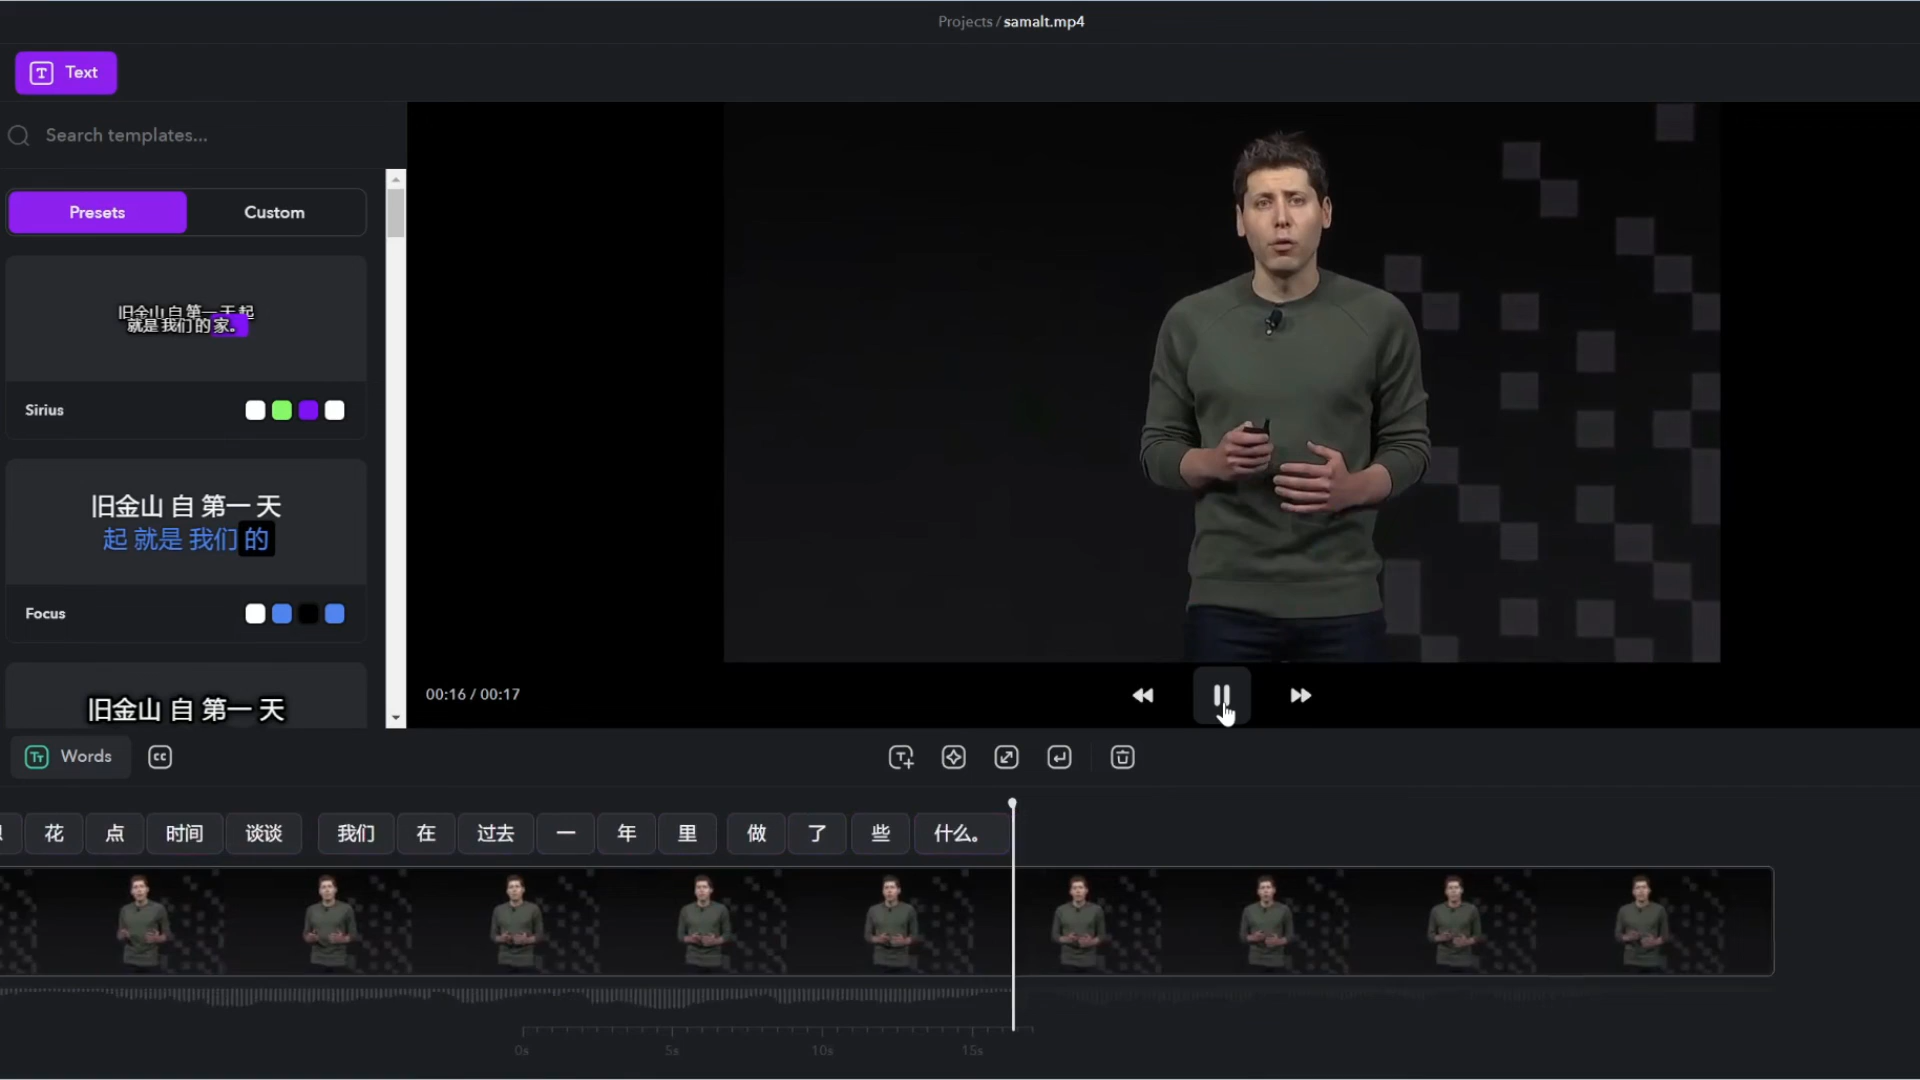 Projects / samalt.mp4
Text
Search templates...
Presets
Custom
旧金山 自 第一 天 起
就是 我们 的 家。
Sirius
旧金山 自 第一 天
起 就是 我们 的
Focus
旧金山 自 第一 天
00:16 / 00:17
Words
CC
花 点 时间 谈谈 我们 在 过去 一 年 里 做 了 些 什么。
0s 5s 10s 15s